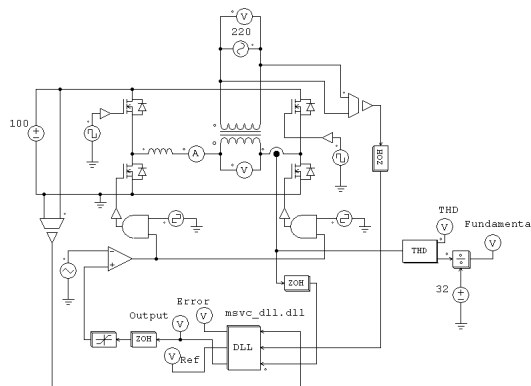 V
220
100
A
V
ZOH
THD
V
Fundamenta
V
THD
32
ZOH
Error
Output
V
msvc_dll.dll
V
Ref
V
ZOH
DLL